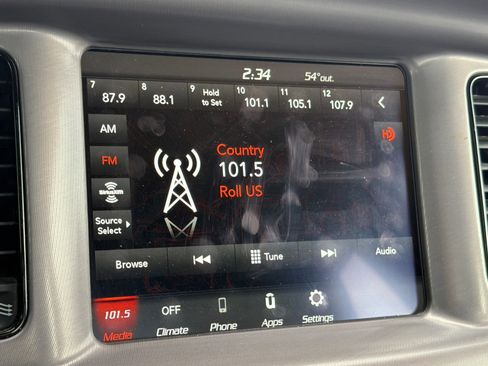 2:34 54°out.
7 8 9 Hold to Set 10 11 12
87.9 88.1 101.1 105.1 107.9
AM
FM
HD
SiriusXM
Source Select
Country
101.5
Roll US
Browse Tune Audio
101.5 OFF
Media Climate Phone Apps Settings